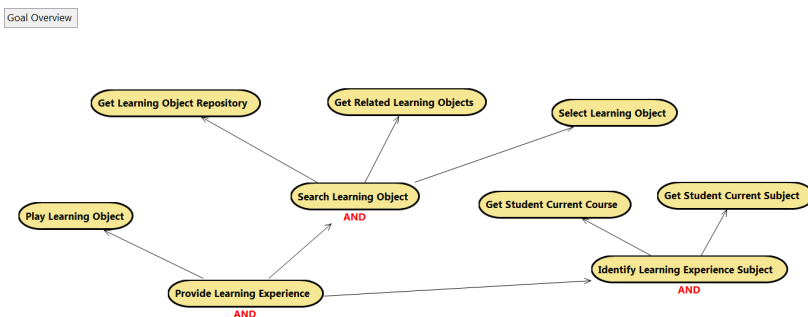 Goal Overview
Get Learning Object Repository
Get Related Learning Objects
Select Learning Object
Search Learning Object
AND
Get Student Current Course
Get Student Current Subject
Play Learning Object
Identify Learning Experience Subject
AND
Provide Learning Experience
AND